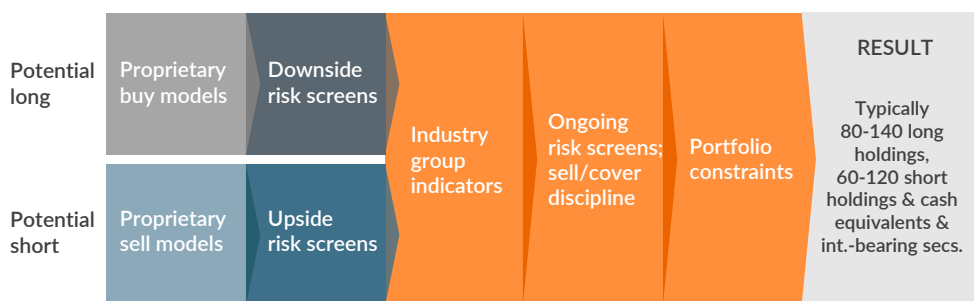 Potential
long
Proprietary
buy models
Downside
risk screens
Potential
short
Proprietary
sell models
Upside
risk screens
Industry
group
indicators
Ongoing
risk screens;
sell/cover
discipline
Portfolio
constraints
RESULT
Typically
80-140 long
holdings,
60-120 short
holdings & cash
equivalents &
int.-bearing secs.